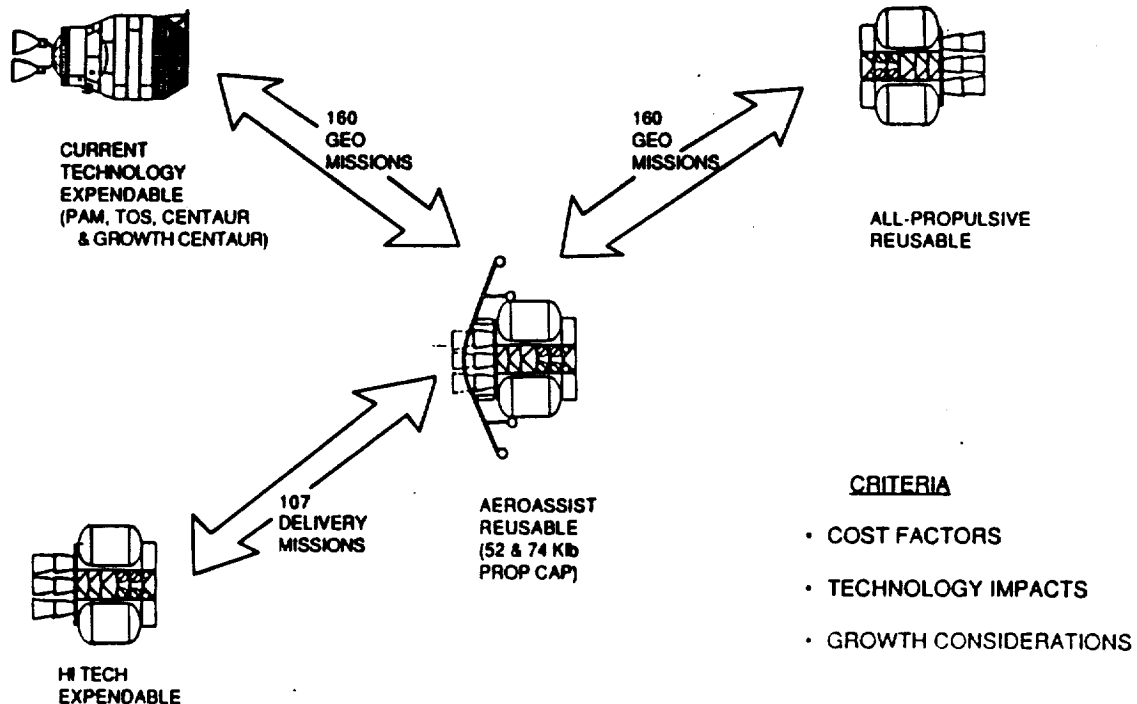 160
GEO
MISSIONS
160
GEO
MISSIONS
CURRENT
TECHNOLOGY
EXPENDABLE
(PAM, TOS, CENTAUR
& GROWTH CENTAUR)
ALL-PROPULSIVE
REUSABLE
107
DELIVERY
MISSIONS
AEROASSIST
REUSABLE
(52 & 74 Klb
PROP CAP)
HI TECH
EXPENDABLE
CRITERIA
• COST FACTORS
• TECHNOLOGY IMPACTS
• GROWTH CONSIDERATIONS